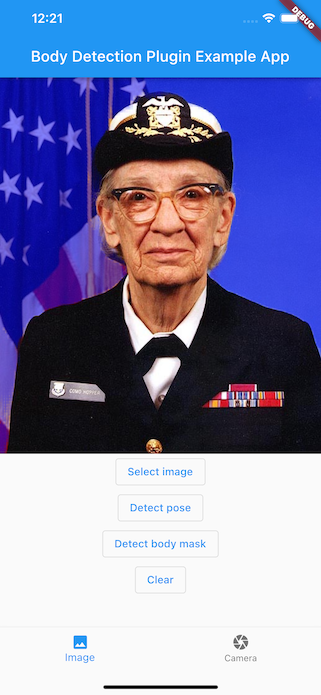 12:21
DEBUG
Body Detection Plugin Example App
Select image
Detect pose
Detect body mask
Clear
Image
Camera